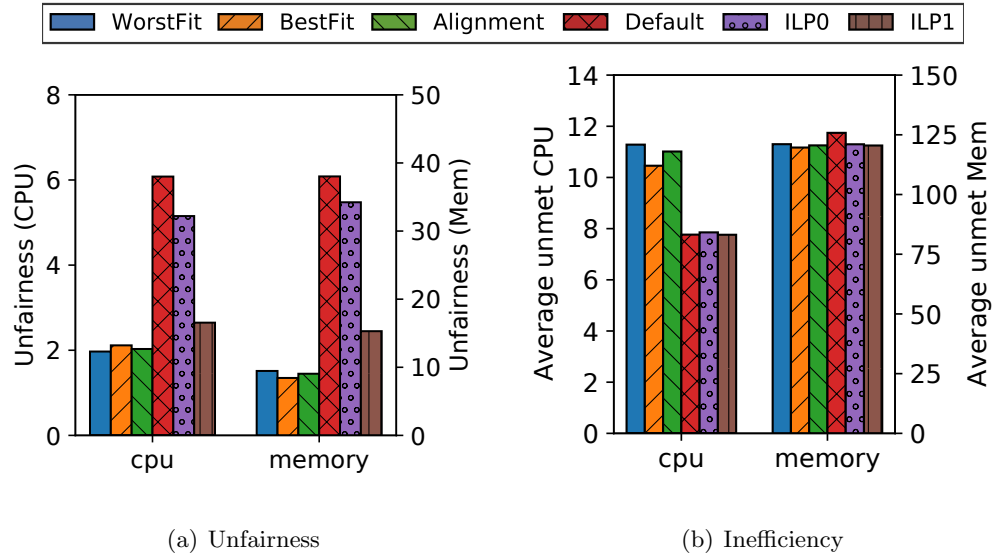 WorstFit BestFit Alignment Default ILP0 ILP1
Unfairness (CPU)
8
6
4
2
0
50
40
30
20
10
0
Unfairness (Mem)
cpu memory
(a) Unfairness
Average unmet CPU
14
12
10
8
6
4
2
0
150
125
100
75
50
25
0
Average unmet Mem
cpu memory
(b) Inefficiency